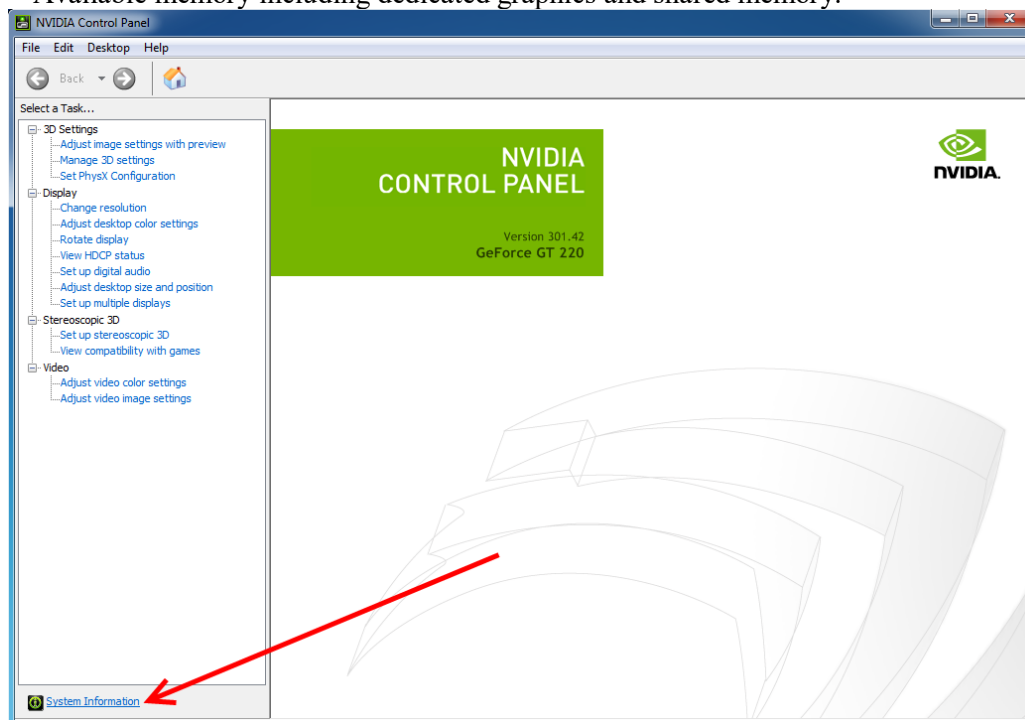 Available memory including dedicated graphics and shared memory.
NVIDIA Control Panel
File Edit Desktop Help
Back
Select a Task...
3D Settings
Adjust image settings with preview
Manage 3D settings
Set PhysX Configuration
Display
Change resolution
Adjust desktop color settings
Rotate display
View HDCP status
Set up digital audio
Adjust desktop size and position
Set up multiple displays
Stereoscopic 3D
Set up stereoscopic 3D
View compatibility with games
Video
Adjust video color settings
Adjust video image settings
System Information
NVIDIA
CONTROL PANEL
Version 301.42
GeForce GT 220
NVIDIA.